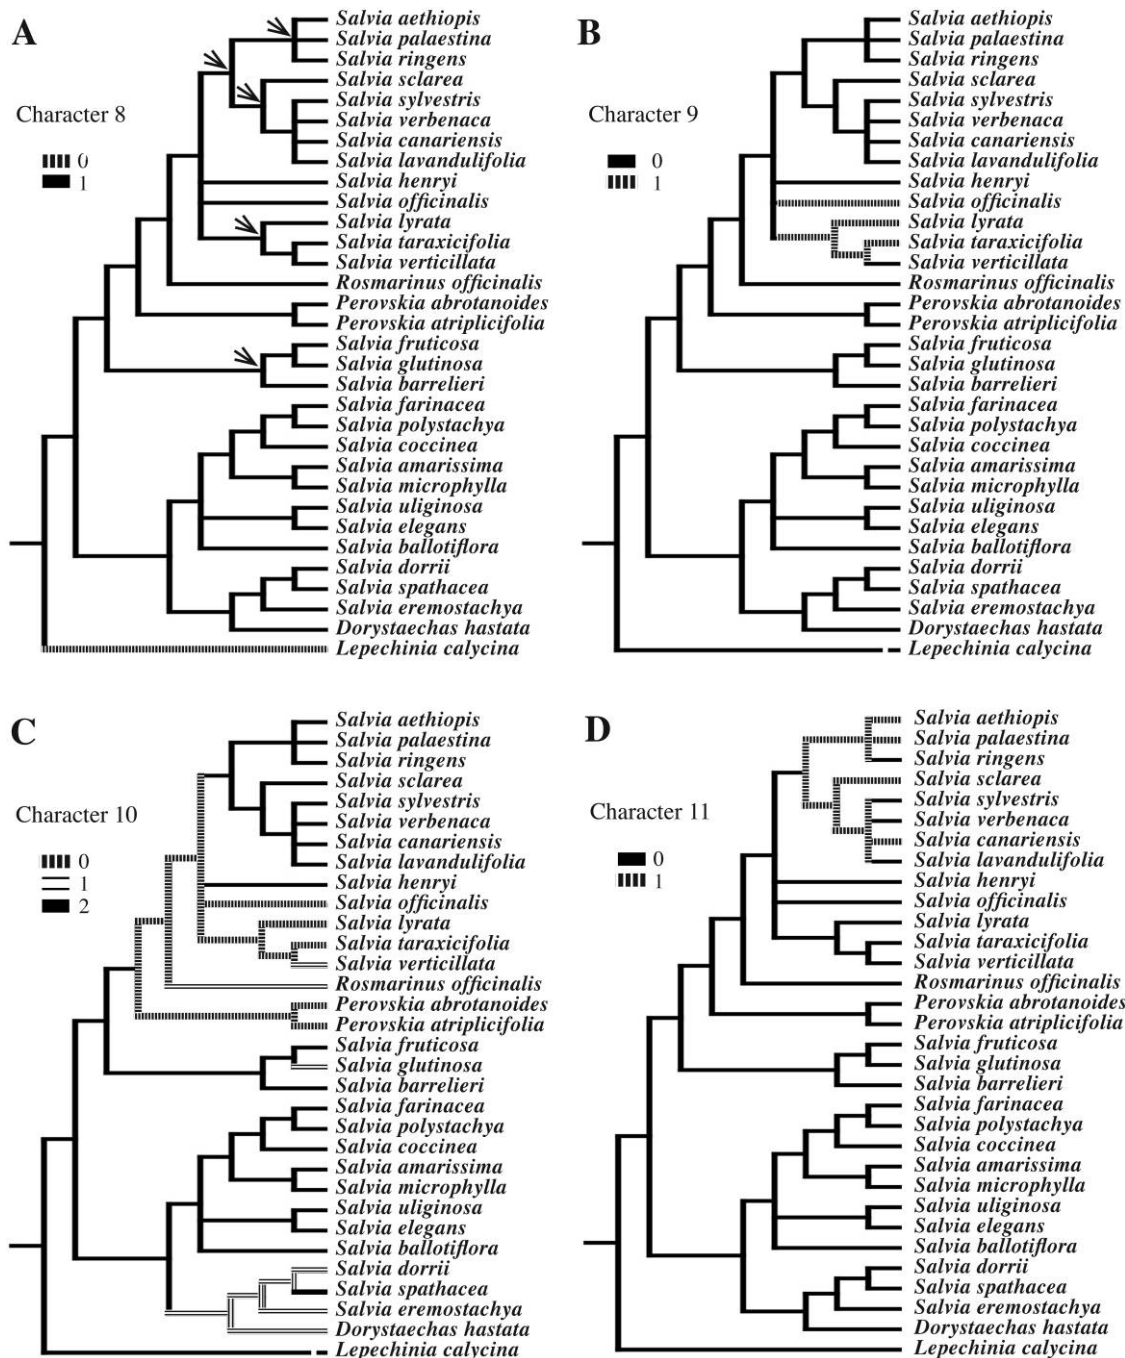 A
Character 8
0
1
Salvia aethiopis
Salvia palaestina
Salvia ringens
Salvia sclarea
Salvia sylvestris
Salvia verbenaca
Salvia canariensis
Salvia lavandulifolia
Salvia henryi
Salvia officinalis
Salvia lyrata
Salvia taraxicifolia
Salvia verticillata
Rosmarinus officinalis
Perovskia abrotanoides
Perovskia atriplicifolia
Salvia fruticosa
Salvia glutinosa
Salvia barrelieri
Salvia farinacea
Salvia polystachya
Salvia coccinea
Salvia amarissima
Salvia microphylla
Salvia uliginosa
Salvia elegans
Salvia ballotiflora
Salvia dorrii
Salvia spathacea
Salvia eremostachya
Dorystaechas hastata
Lepechinia calycina
B
Character 9
0
1
Salvia aethiopis
Salvia palaestina
Salvia ringens
Salvia sclarea
Salvia sylvestris
Salvia verbenaca
Salvia canariensis
Salvia lavandulifolia
Salvia henryi
Salvia officinalis
Salvia lyrata
Salvia taraxicifolia
Salvia verticillata
Rosmarinus officinalis
Perovskia abrotanoides
Perovskia atriplicifolia
Salvia fruticosa
Salvia glutinosa
Salvia barrelieri
Salvia farinacea
Salvia polystachya
Salvia coccinea
Salvia amarissima
Salvia microphylla
Salvia uliginosa
Salvia elegans
Salvia ballotiflora
Salvia dorrii
Salvia spathacea
Salvia eremostachya
Dorystaechas hastata
Lepechinia calycina
C
Character 10
0
1
2
Salvia aethiopis
Salvia palaestina
Salvia ringens
Salvia sclarea
Salvia sylvestris
Salvia verbenaca
Salvia canariensis
Salvia lavandulifolia
Salvia henryi
Salvia officinalis
Salvia lyrata
Salvia taraxicifolia
Salvia verticillata
Rosmarinus officinalis
Perovskia abrotanoides
Perovskia atriplicifolia
Salvia fruticosa
Salvia glutinosa
Salvia barrelieri
Salvia farinacea
Salvia polystachya
Salvia coccinea
Salvia amarissima
Salvia microphylla
Salvia uliginosa
Salvia elegans
Salvia ballotiflora
Salvia dorrii
Salvia spathacea
Salvia eremostachya
Dorystaechas hastata
Lepechinia calycina
D
Character 11
0
1
Salvia aethiopis
Salvia palaestina
Salvia ringens
Salvia sclarea
Salvia sylvestris
Salvia verbenaca
Salvia canariensis
Salvia lavandulifolia
Salvia henryi
Salvia officinalis
Salvia lyrata
Salvia taraxicifolia
Salvia verticillata
Rosmarinus officinalis
Perovskia abrotanoides
Perovskia atriplicifolia
Salvia fruticosa
Salvia glutinosa
Salvia barrelieri
Salvia farinacea
Salvia polystachya
Salvia coccinea
Salvia amarissima
Salvia microphylla
Salvia uliginosa
Salvia elegans
Salvia ballotiflora
Salvia dorrii
Salvia spathacea
Salvia eremostachya
Dorystaechas hastata
Lepechinia calycina